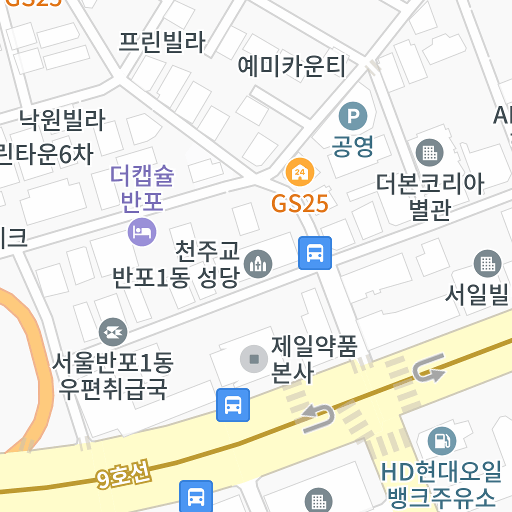 GS25
프린빌라
예미카운티
낙원빌라
린타운6차
P
공영
더캡슐
반포
24
GS25
더본코리아
별관
천주교
반포1동 성당
서일빌
서울반포1동
우편취급국
제일약품
본사
9호선
HD현대오일
뱅크주유소